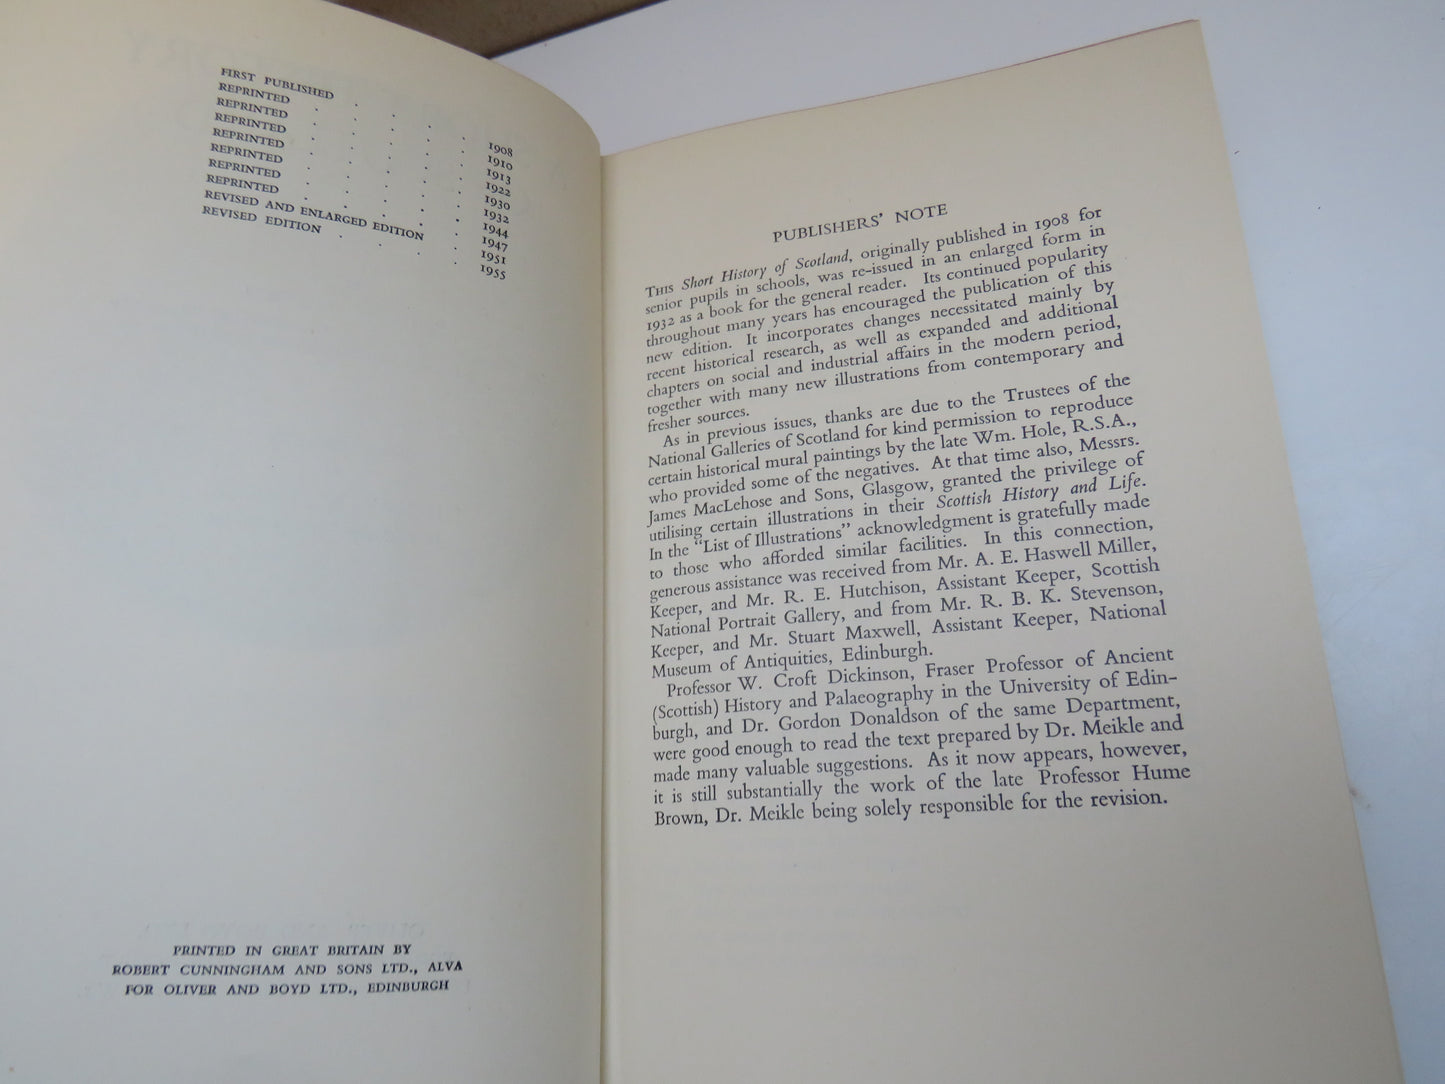 FIRST PUBLISHED . . . . 1908
REPRINTED . . . . . 1910
REPRINTED . . . . . 1913
REPRINTED . . . . . 1922
REPRINTED . . . . . 1930
REPRINTED . . . . . 1932
REPRINTED . . . . . 1944
REPRINTED . . . . . 1947
REVISED AND ENLARGED EDITION . . 1951
REVISED EDITION . . . . 1955
PRINTED IN GREAT BRITAIN BY
ROBERT CUNNINGHAM AND SONS LTD., ALVA
FOR OLIVER AND BOYD LTD., EDINBURGH
PUBLISHERS' NOTE
THIS Short History of Scotland, originally published in 1908 for
senior pupils in schools, was re-issued in an enlarged form in
1932 as a book for the general reader. Its continued popularity
throughout many years has encouraged the publication of this
new edition. It incorporates changes necessitated mainly by
recent historical research, as well as expanded and additional
chapters on social and industrial affairs in the modern period,
together with many new illustrations from contemporary and
fresher sources.
As in previous issues, thanks are due to the Trustees of the
National Galleries of Scotland for kind permission to reproduce
certain historical mural paintings by the late Wm. Hole, R.S.A.,
who provided some of the negatives. At that time also, Messrs.
James MacLehose and Sons, Glasgow, granted the privilege of
utilising certain illustrations in their Scottish History and Life.
In the "List of Illustrations" acknowledgment is gratefully made
to those who afforded similar facilities. In this connection,
generous assistance was received from Mr. A. E. Haswell Miller,
Keeper, and Mr. R. E. Hutchison, Assistant Keeper, Scottish
National Portrait Gallery, and from Mr. R. B. K. Stevenson,
Keeper, and Mr. Stuart Maxwell, Assistant Keeper, National
Museum of Antiquities, Edinburgh.
Professor W. Croft Dickinson, Fraser Professor of Ancient
(Scottish) History and Palaeography in the University of Edin-
burgh, and Dr. Gordon Donaldson of the same Department,
were good enough to read the text prepared by Dr. Meikle and
made many valuable suggestions. As it now appears, however,
it is still substantially the work of the late Professor Hume
Brown, Dr. Meikle being solely responsible for the revision.